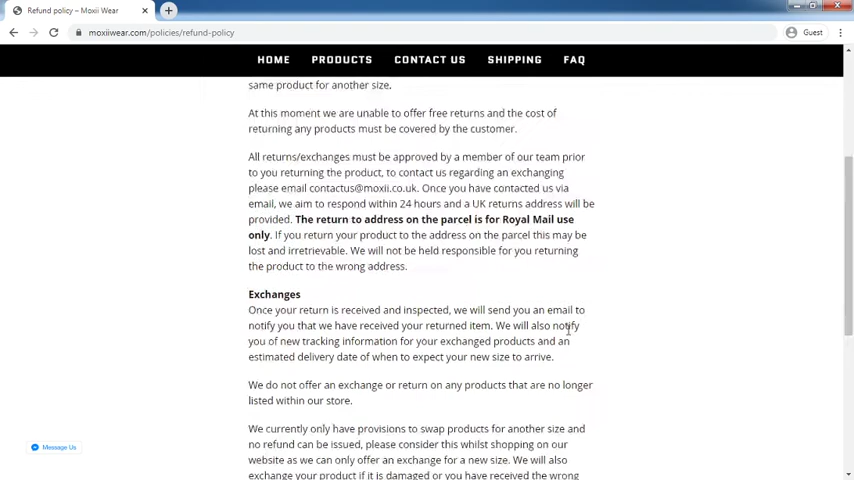 Refund policy – Moxii Wear
moxiiwear.com/policies/refund-policy
Guest
HOME PRODUCTS CONTACT US SHIPPING FAQ
same product for another size.
At this moment we are unable to offer free returns and the cost of
returning any products must be covered by the customer.
All returns/exchanges must be approved by a member of our team prior
to you returning the product, to contact us regarding an exchanging
please email contactus@moxii.co.uk. Once you have contacted us via
email, we aim to respond within 24 hours and a UK returns address will be
provided. The return to address on the parcel is for Royal Mail use
only. If you return your product to the address on the parcel this may be
lost and irretrievable. We will not be held responsible for you returning
the product to the wrong address.
Exchanges
Once your return is received and inspected, we will send you an email to
notify you that we have received your returned item. We will also notify
you of new tracking information for your exchanged products and an
estimated delivery date of when to expect your new size to arrive.
We do not offer an exchange or return on any products that are no longer
listed within our store.
Message Us
We currently only have provisions to swap products for another size and
no refund can be issued, please consider this whilst shopping on our
website as we can only offer an exchange for a new size. We will also
exchange your product if it is damaged or you have received the wrong